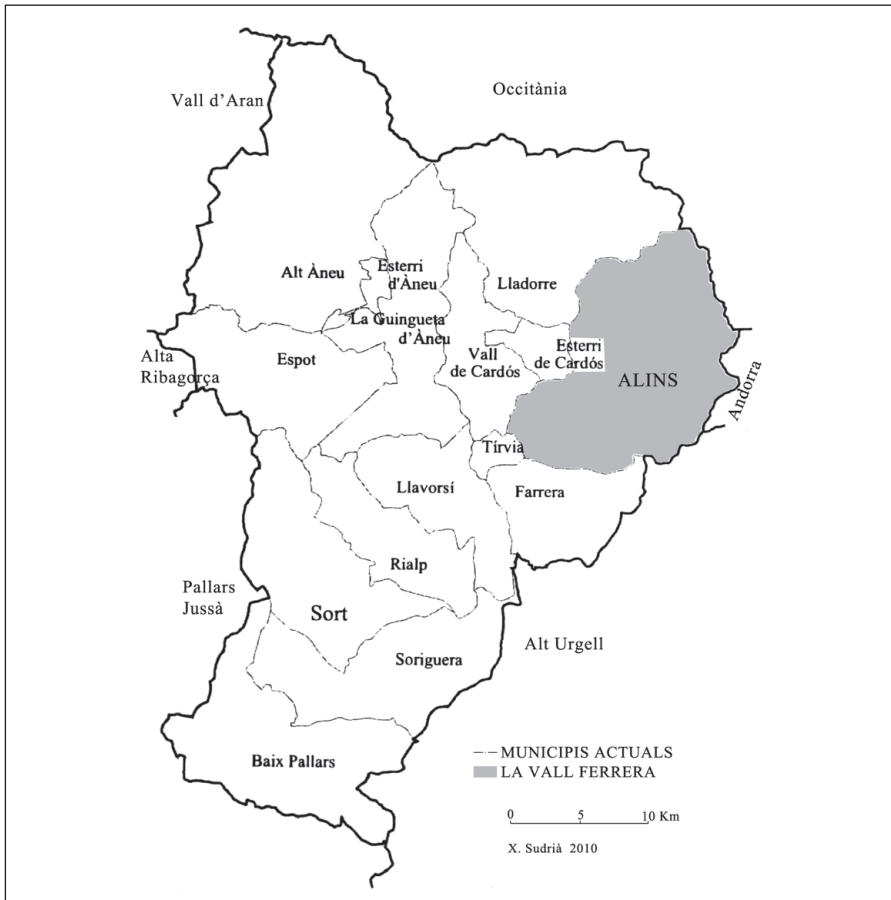 Occitània
Vall d'Aran
Alt Àneu
Esterri
d'Àneu
Lladorre
La Guingueta
d'Àneu
Espot
Vall
de Cardós
Esterri
de Cardós
Alta
Ribagorça
ALINS
Andorra
Tírvia
Llavorsí
Farrera
Rialp
Pallars
Jussà
Sort
Alt Urgell
Soriguera
Baix Pallars
MUNICIPIS ACTUALS
LA VALL FERRERA
0 5 10 Km
X. Sudrià 2010